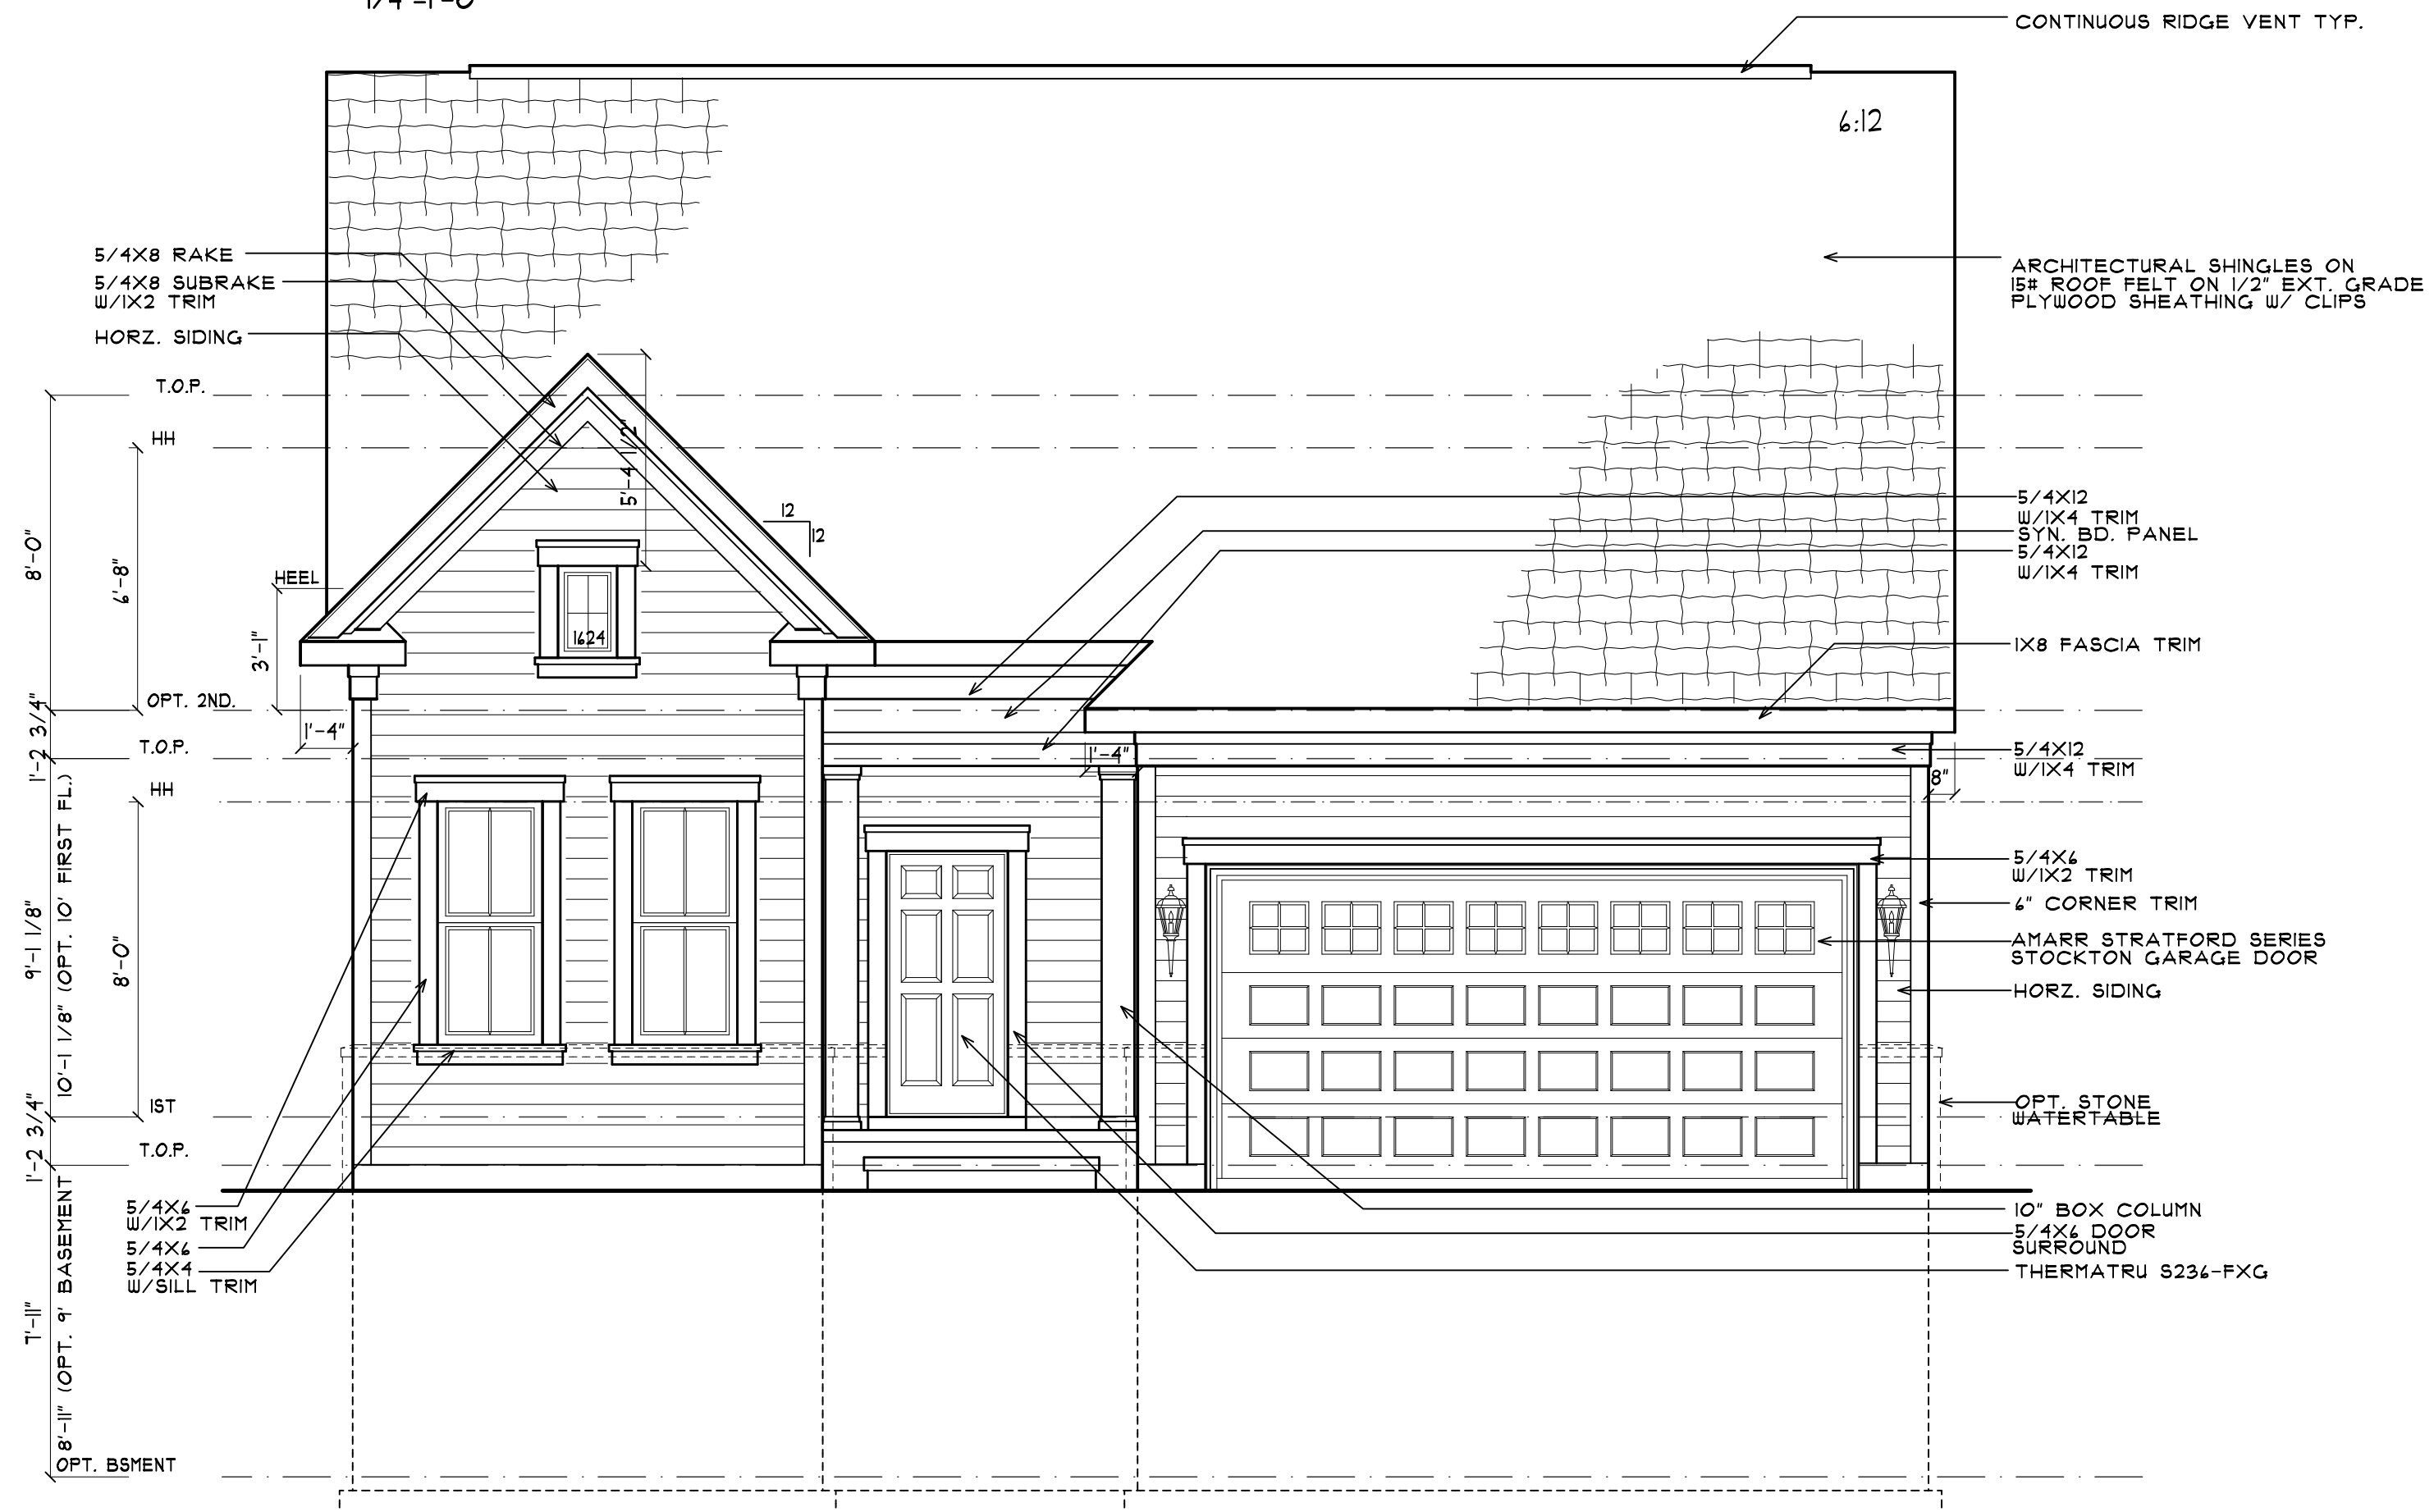 1/4"=1'-0"
CONTINUOUS RIDGE VENT TYP.
6:12
5/4X8 RAKE
5/4X8 SUBRAKE
W/1X2 TRIM
HORZ. SIDING
ARCHITECTURAL SHINGLES ON
15# ROOF FELT ON 1/2" EXT. GRADE
PLYWOOD SHEATHING W/ CLIPS
T.O.P.
HH
5'-4 1/2"
12
12
8'-0"
6'-8"
HEEL
3'-1"
1624
5/4X12
W/1X4 TRIM
SYN. BD. PANEL
5/4X12
W/1X4 TRIM
1X8 FASCIA TRIM
OPT. 2ND.
1'-4"
1'-2 3/4"
T.O.P.
1'-4"
5/4X12
W/1X4 TRIM
8"
HH
9'-1 1/8"
10'-1 1/8" (OPT. 10' FIRST FL.)
8'-0"
5/4X6
W/1X2 TRIM
6" CORNER TRIM
AMARR STRATFORD SERIES
STOCKTON GARAGE DOOR
HORZ. SIDING
1ST
1'-2 3/4"
T.O.P.
OPT. STONE
WATERTABLE
5/4X6
W/1X2 TRIM
5/4X6
5/4X4
W/SILL TRIM
10" BOX COLUMN
5/4X6 DOOR
SURROUND
THERMATRU S236-FXG
7'-11"
8'-11" (OPT. 9' BASEMENT
OPT. BSMENT